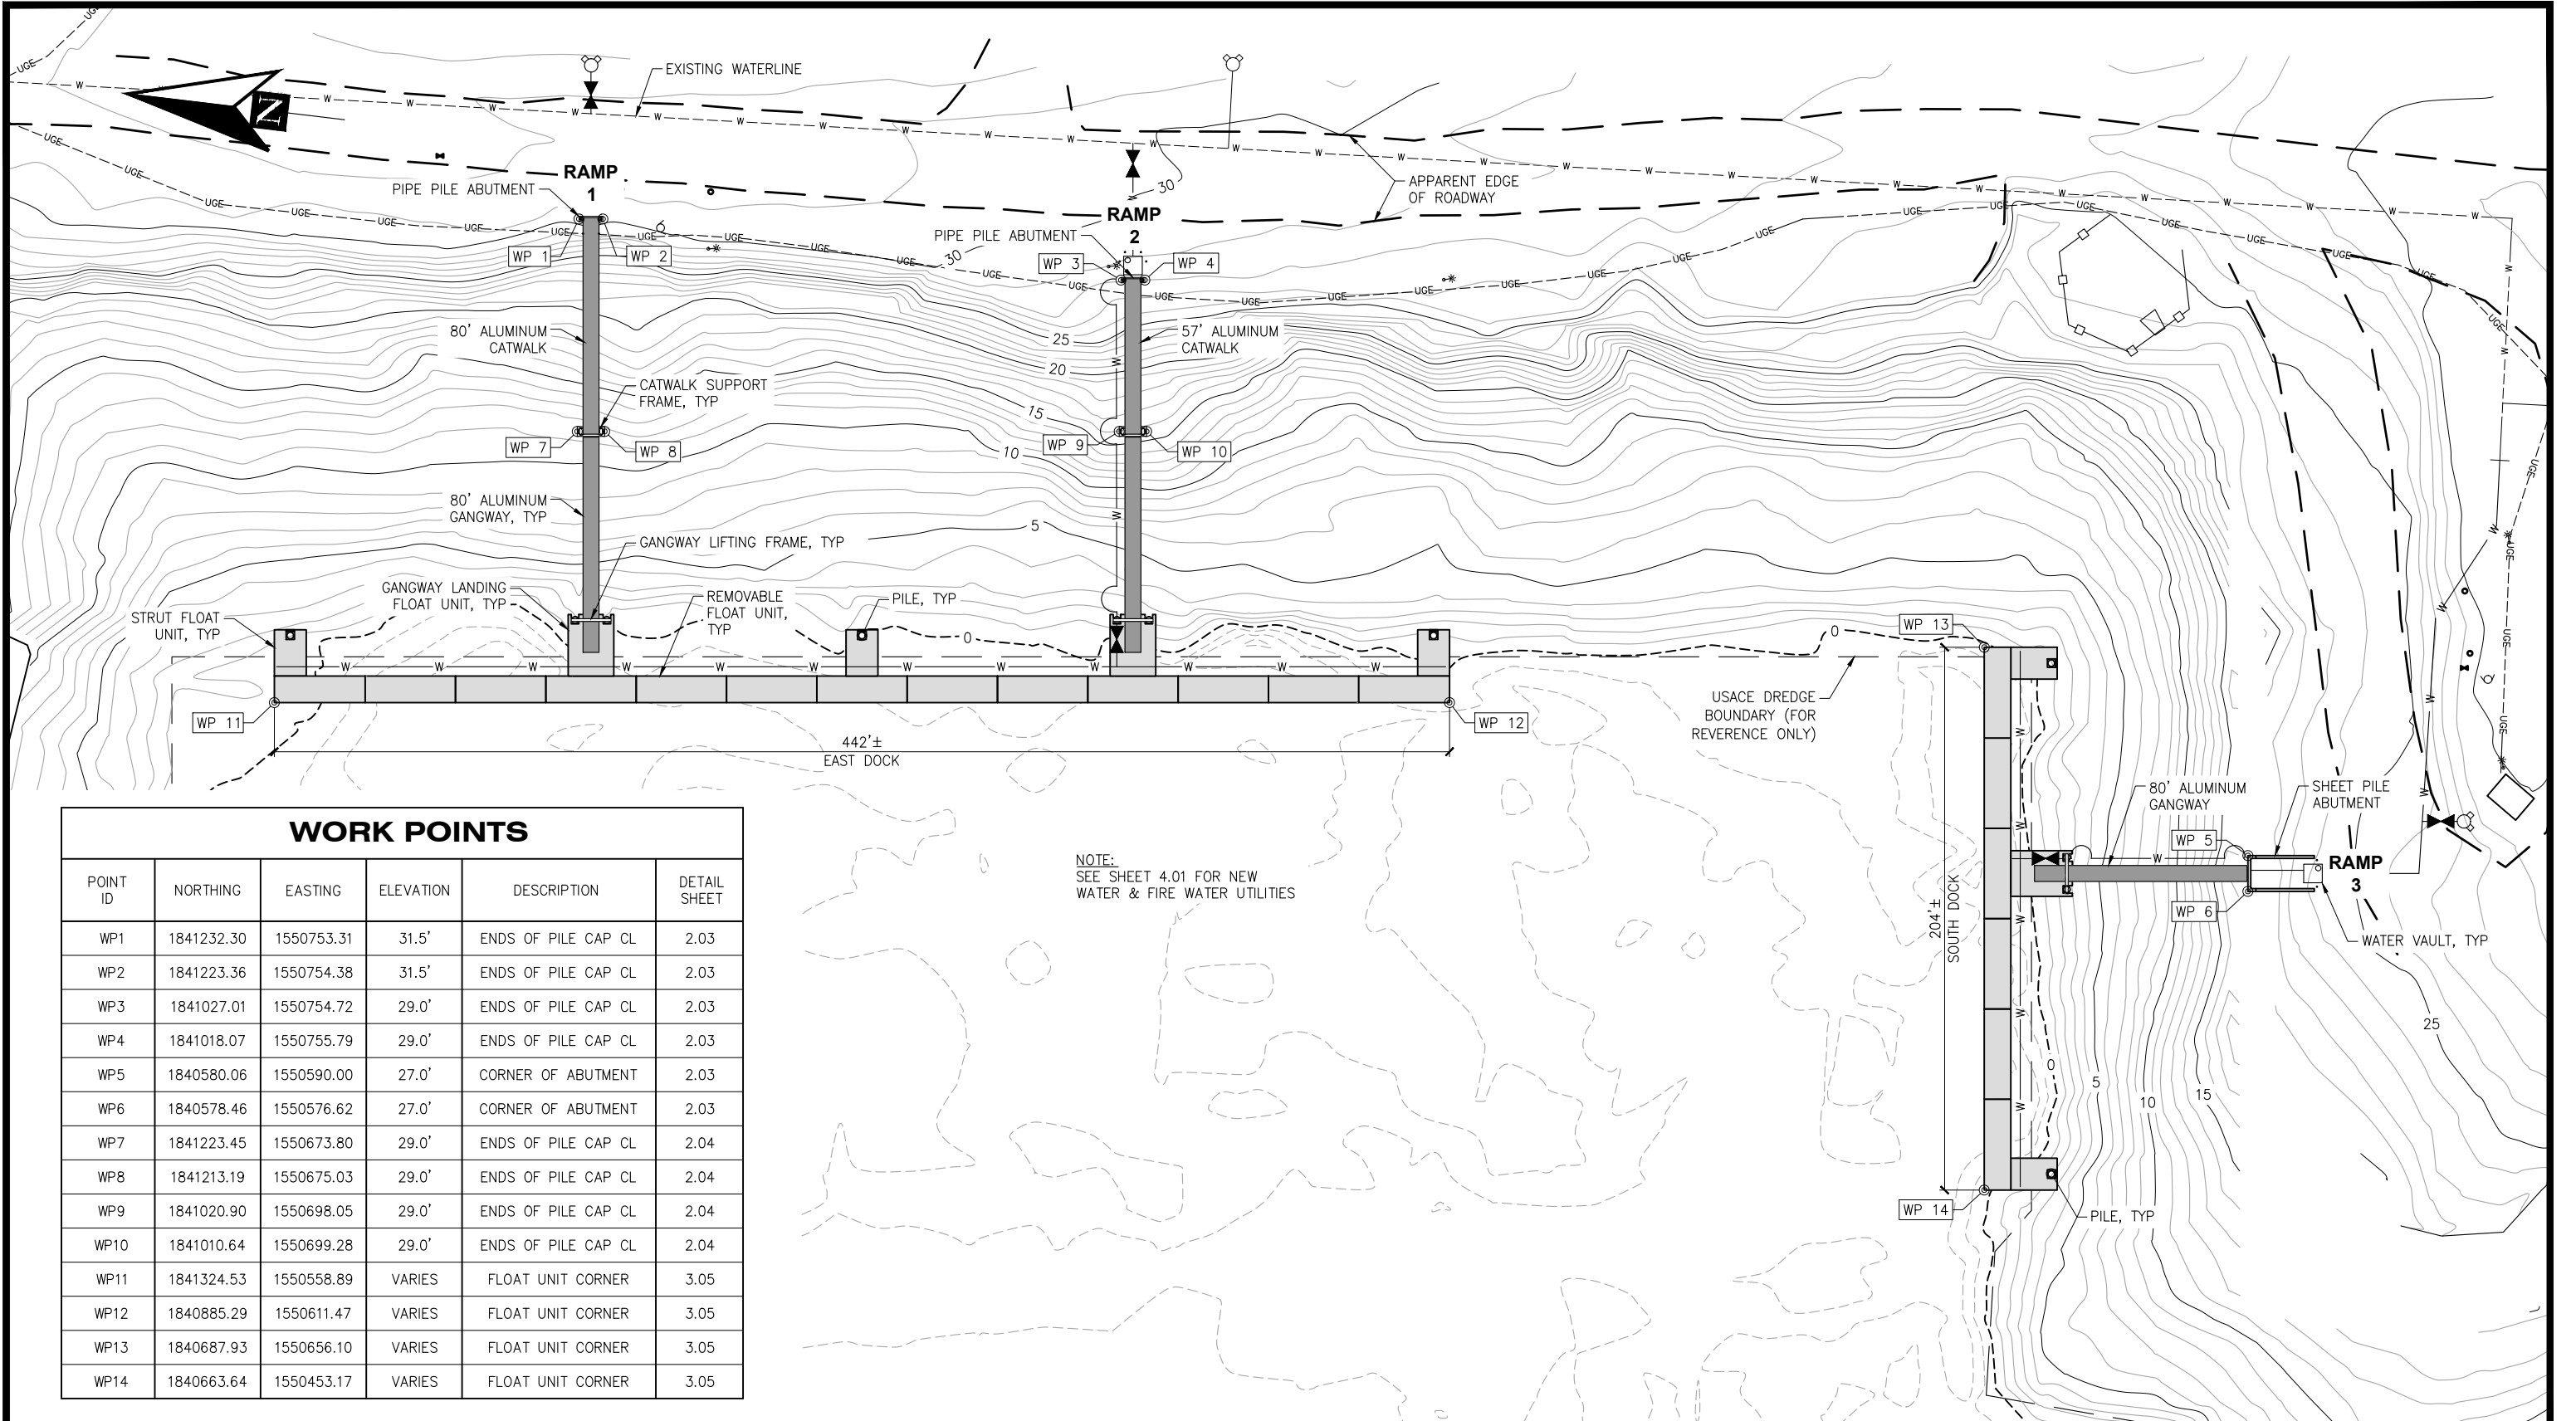 EXISTING WATERLINE
N
RAMP
1
PIPE PILE ABUTMENT
WP 1
WP 2
30
30
APPARENT EDGE
OF ROADWAY
RAMP
2
PIPE PILE ABUTMENT
WP 3
WP 4
80' ALUMINUM
CATWALK
57' ALUMINUM
CATWALK
25
20
15
10
5
CATWALK SUPPORT
FRAME, TYP
WP 7
WP 8
WP 9
WP 10
80' ALUMINUM
GANGWAY, TYP
GANGWAY LIFTING FRAME, TYP
GANGWAY LANDING
FLOAT UNIT, TYP
STRUT FLOAT
UNIT, TYP
REMOVABLE
FLOAT UNIT,
TYP
PILE, TYP
0
0
WP 11
WP 12
WP 13
442'±
EAST DOCK
USACE DREDGE
BOUNDARY (FOR
REVERENCE ONLY)
80' ALUMINUM
GANGWAY
SHEET PILE
ABUTMENT
WP 5
WP 6
RAMP
3
WATER VAULT, TYP
204'±
SOUTH DOCK
0
5
10
15
25
WP 14
PILE, TYP
NOTE:
SEE SHEET 4.01 FOR NEW
WATER & FIRE WATER UTILITIES
WORK POINTS
POINT ID NORTHING EASTING ELEVATION DESCRIPTION DETAIL SHEET
WP1 1841232.30 1550753.31 31.5' ENDS OF PILE CAP CL 2.03
WP2 1841223.36 1550754.38 31.5' ENDS OF PILE CAP CL 2.03
WP3 1841027.01 1550754.72 29.0' ENDS OF PILE CAP CL 2.03
WP4 1841018.07 1550755.79 29.0' ENDS OF PILE CAP CL 2.03
WP5 1840580.06 1550590.00 27.0' CORNER OF ABUTMENT 2.03
WP6 1840578.46 1550576.62 27.0' CORNER OF ABUTMENT 2.03
WP7 1841223.45 1550673.80 29.0' ENDS OF PILE CAP CL 2.04
WP8 1841213.19 1550675.03 29.0' ENDS OF PILE CAP CL 2.04
WP9 1841020.90 1550698.05 29.0' ENDS OF PILE CAP CL 2.04
WP10 1841010.64 1550699.28 29.0' ENDS OF PILE CAP CL 2.04
WP11 1841324.53 1550558.89 VARIES FLOAT UNIT CORNER 3.05
WP12 1840885.29 1550611.47 VARIES FLOAT UNIT CORNER 3.05
WP13 1840687.93 1550656.10 VARIES FLOAT UNIT CORNER 3.05
WP14 1840663.64 1550453.17 VARIES FLOAT UNIT CORNER 3.05